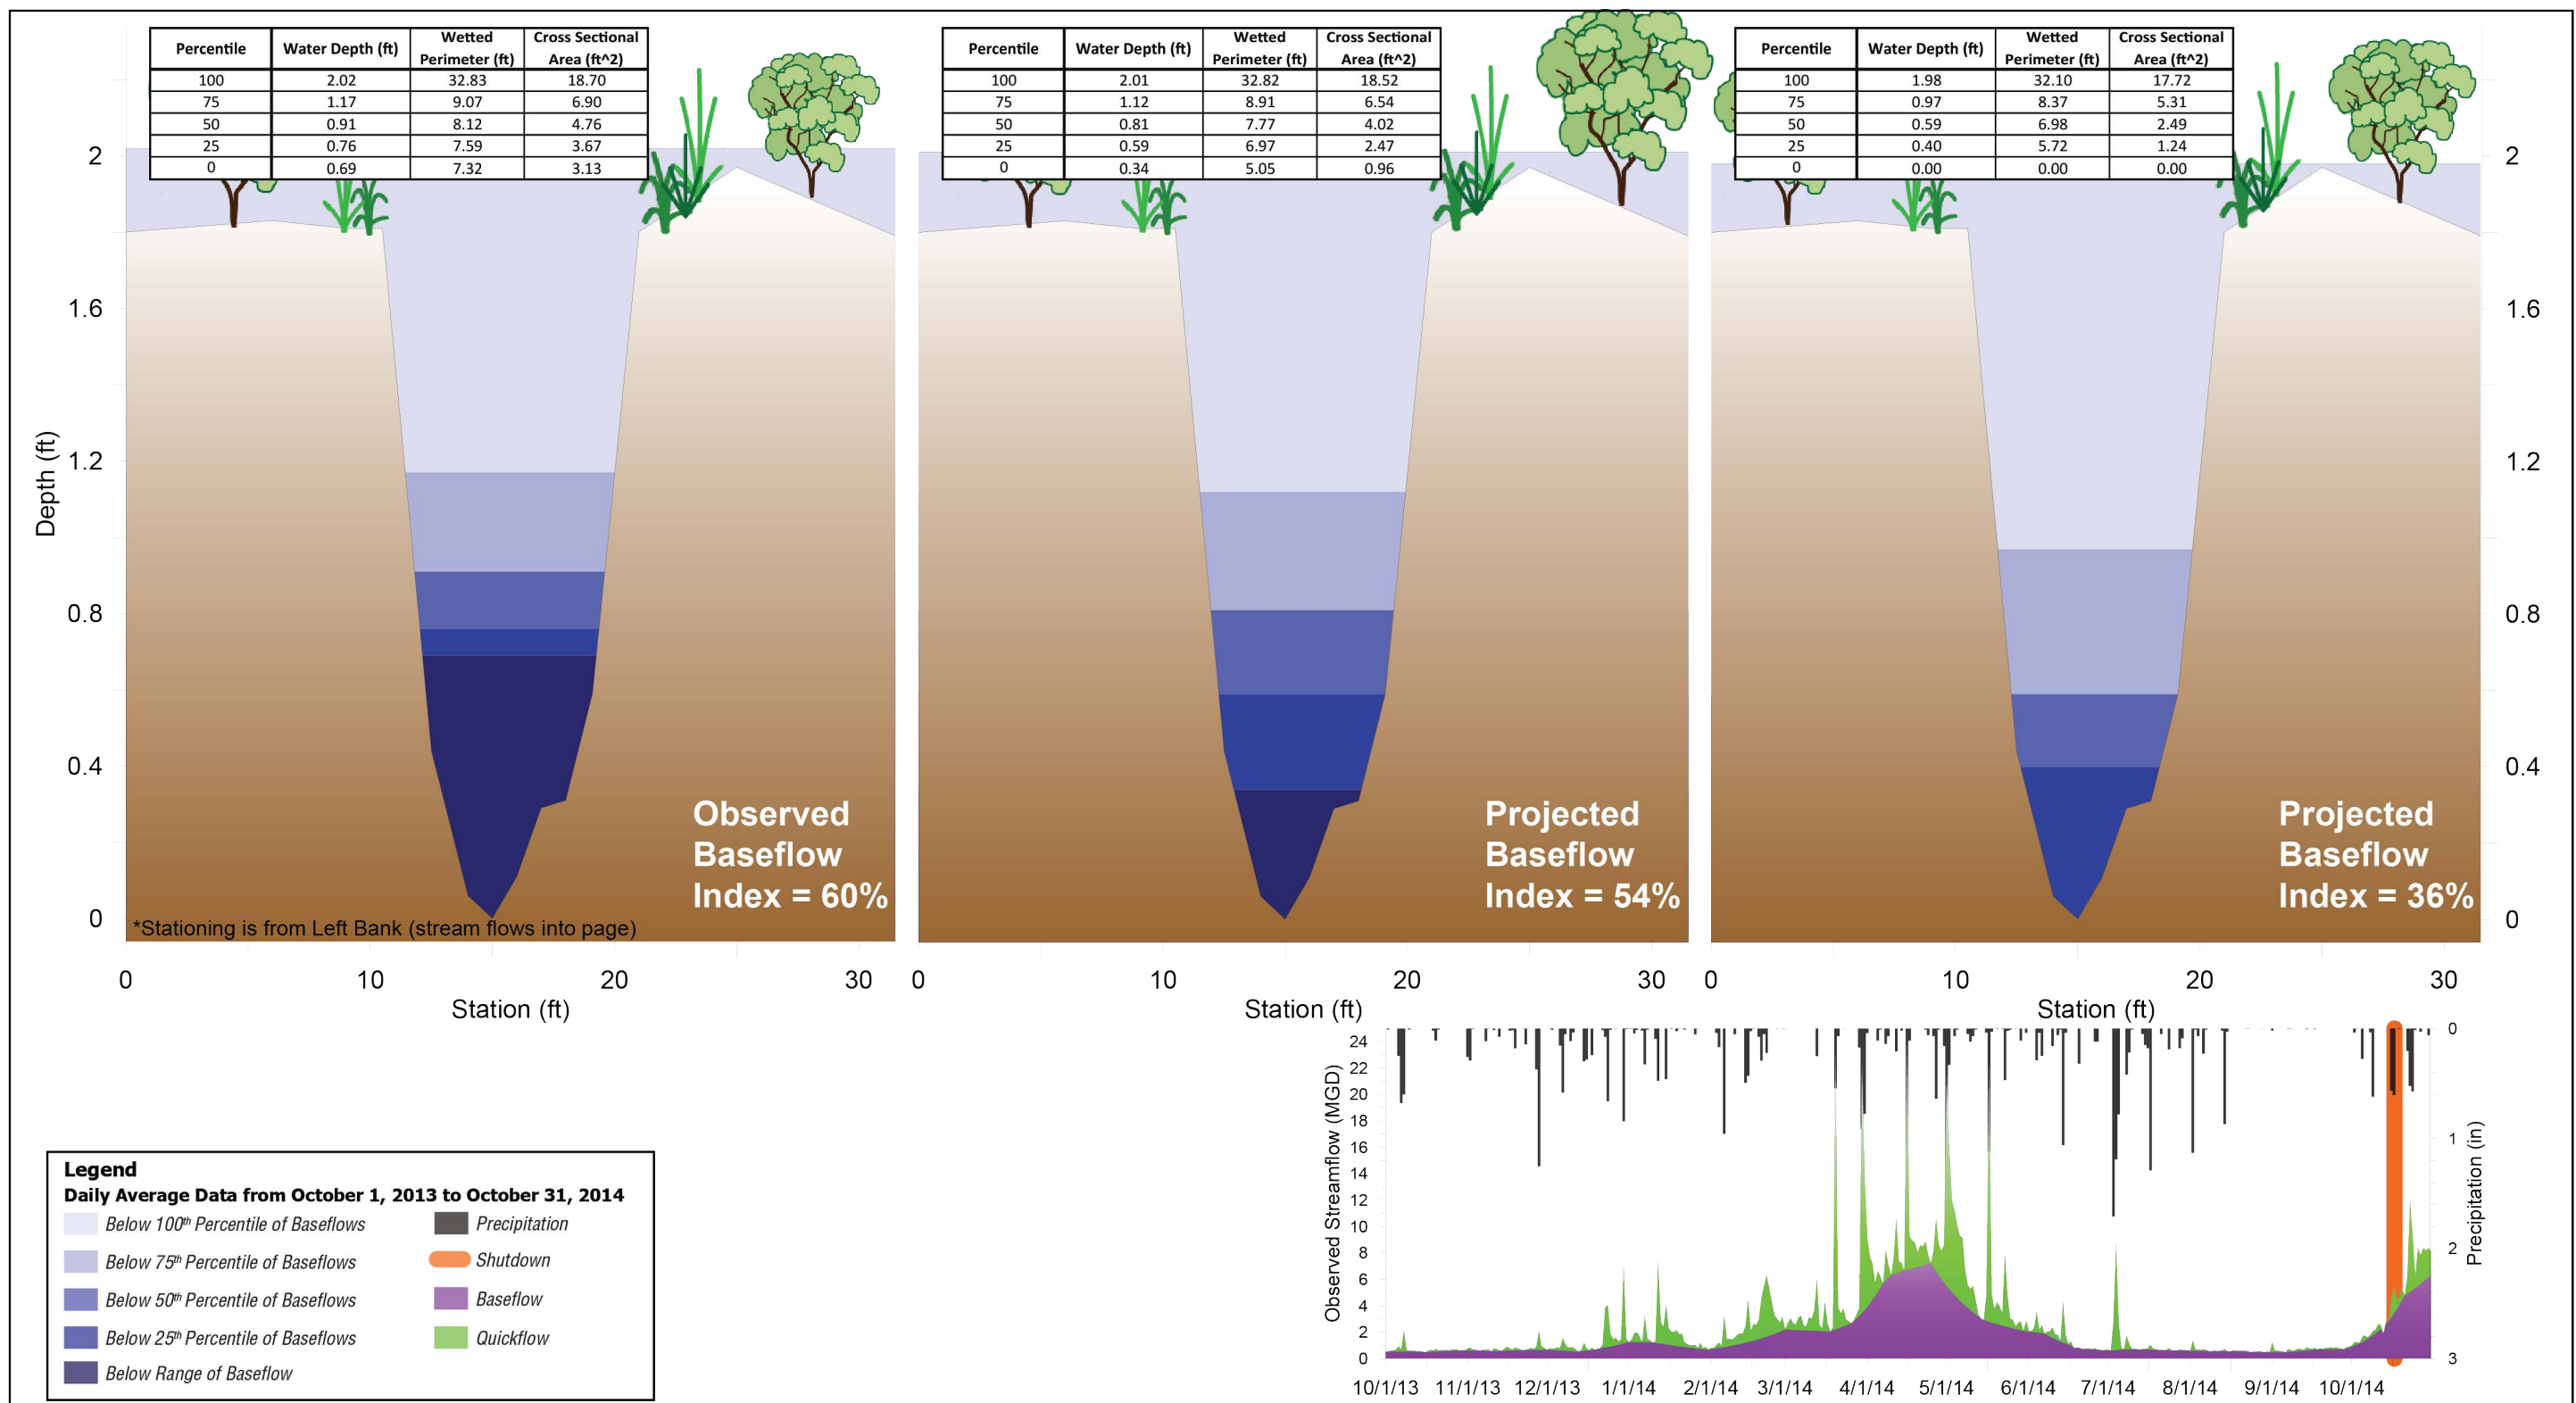 Percentile Water Depth (ft) Wetted Perimeter (ft) Cross Sectional Area (ft^2)
100 2.02 32.83 18.70
75 1.17 9.07 6.90
50 0.91 8.12 4.76
25 0.76 7.59 3.67
0 0.69 7.32 3.13
Percentile Water Depth (ft) Wetted Perimeter (ft) Cross Sectional Area (ft^2)
100 2.01 32.82 18.52
75 1.12 8.91 6.54
50 0.81 7.77 4.02
25 0.59 6.97 2.47
0 0.34 5.05 0.96
Percentile Water Depth (ft) Wetted Perimeter (ft) Cross Sectional Area (ft^2)
100 1.98 32.10 17.72
75 0.97 8.37 5.31
50 0.59 6.98 2.49
25 0.40 5.72 1.24
0 0.00 0.00 0.00
Depth (ft)
2
1.6
1.2
0.8
0.4
0
Observed
Baseflow
Index = 60%
*Stationing is from Left Bank (stream flows into page)
Projected
Baseflow
Index = 54%
Projected
Baseflow
Index = 36%
2
1.6
1.2
0.8
0.4
0
0 10 20 30
Station (ft)
0 10 20 30
Station (ft)
0 10 20 30
Station (ft)
Legend
Daily Average Data from October 1, 2013 to October 31, 2014
Below 100th Percentile of Baseflows
Below 75th Percentile of Baseflows
Below 50th Percentile of Baseflows
Below 25th Percentile of Baseflows
Below Range of Baseflow
Precipitation
Shutdown
Baseflow
Quickflow
Observed Streamflow (MGD)
24
22
20
18
16
14
12
10
8
6
4
2
0
0
1
2
3
Precipitation (in)
10/1/13 11/1/13 12/1/13 1/1/14 2/1/14 3/1/14 4/1/14 5/1/14 6/1/14 7/1/14 8/1/14 9/1/14 10/1/14